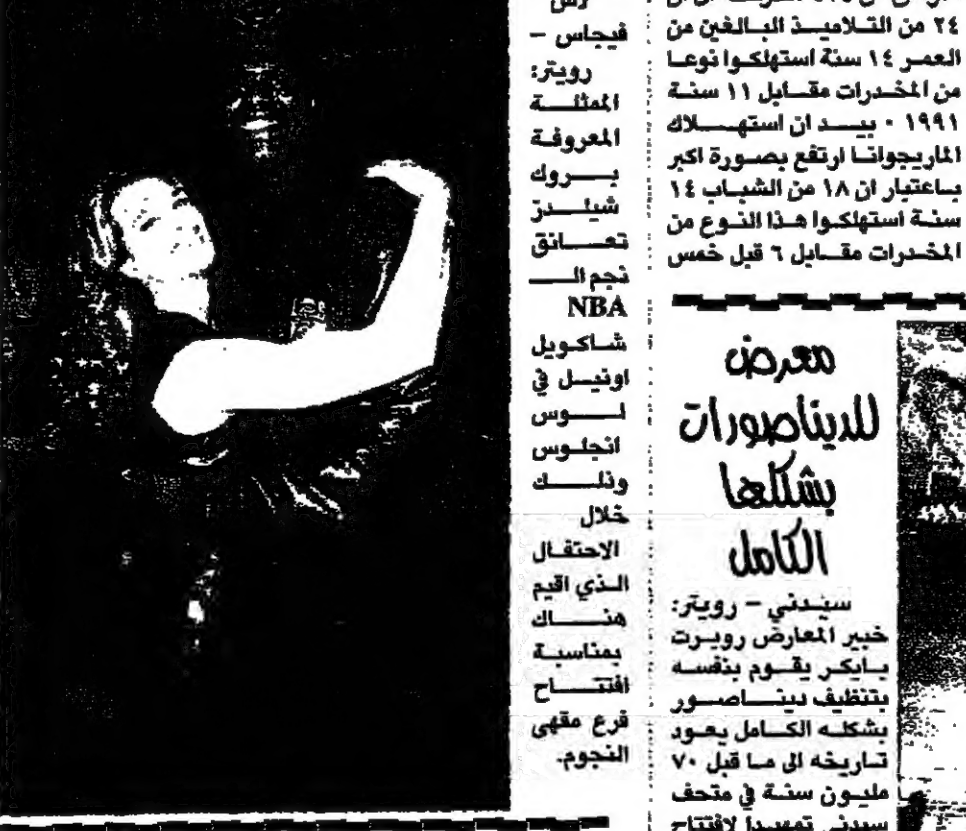 فيجاس –
رويتر:
الممثلة
المعروفة
بروك
شيلدز
تعانق
نجم الـ
NBA
شاكويل
اونيل في
لوس
انجلوس
وذلك
خلال
الاحتفال
الذي اقيم
هناك
بمناسبة
افتتاح
فرع مقهى
النجوم.
٢٤ من التلاميذ البالغين من
العمر ١٤ سنة استهلكوا نوعا
من المخدرات مقابل ١١ سنة
١٩٩١ ٠ بيد ان استهلاك
الماريجوانا ارتفع بصورة اكبر
باعتبار ان ١٨ من الشباب ١٤
سنة استهلكوا هذا النوع من
المخدرات مقابل ٦ قبل خمس
معرض
للديناصورات
بشكلها
الكامل
سيدني – رويتر:
خبير المعارض روبرت
بايكر يقوم بنفسه
بتنظيف ديناصور
بشكله الكامل يعود
تاريخه الى ما قبل ٧٠
مليون سنة في متحف
سيدني تمهيداً لافتتاح